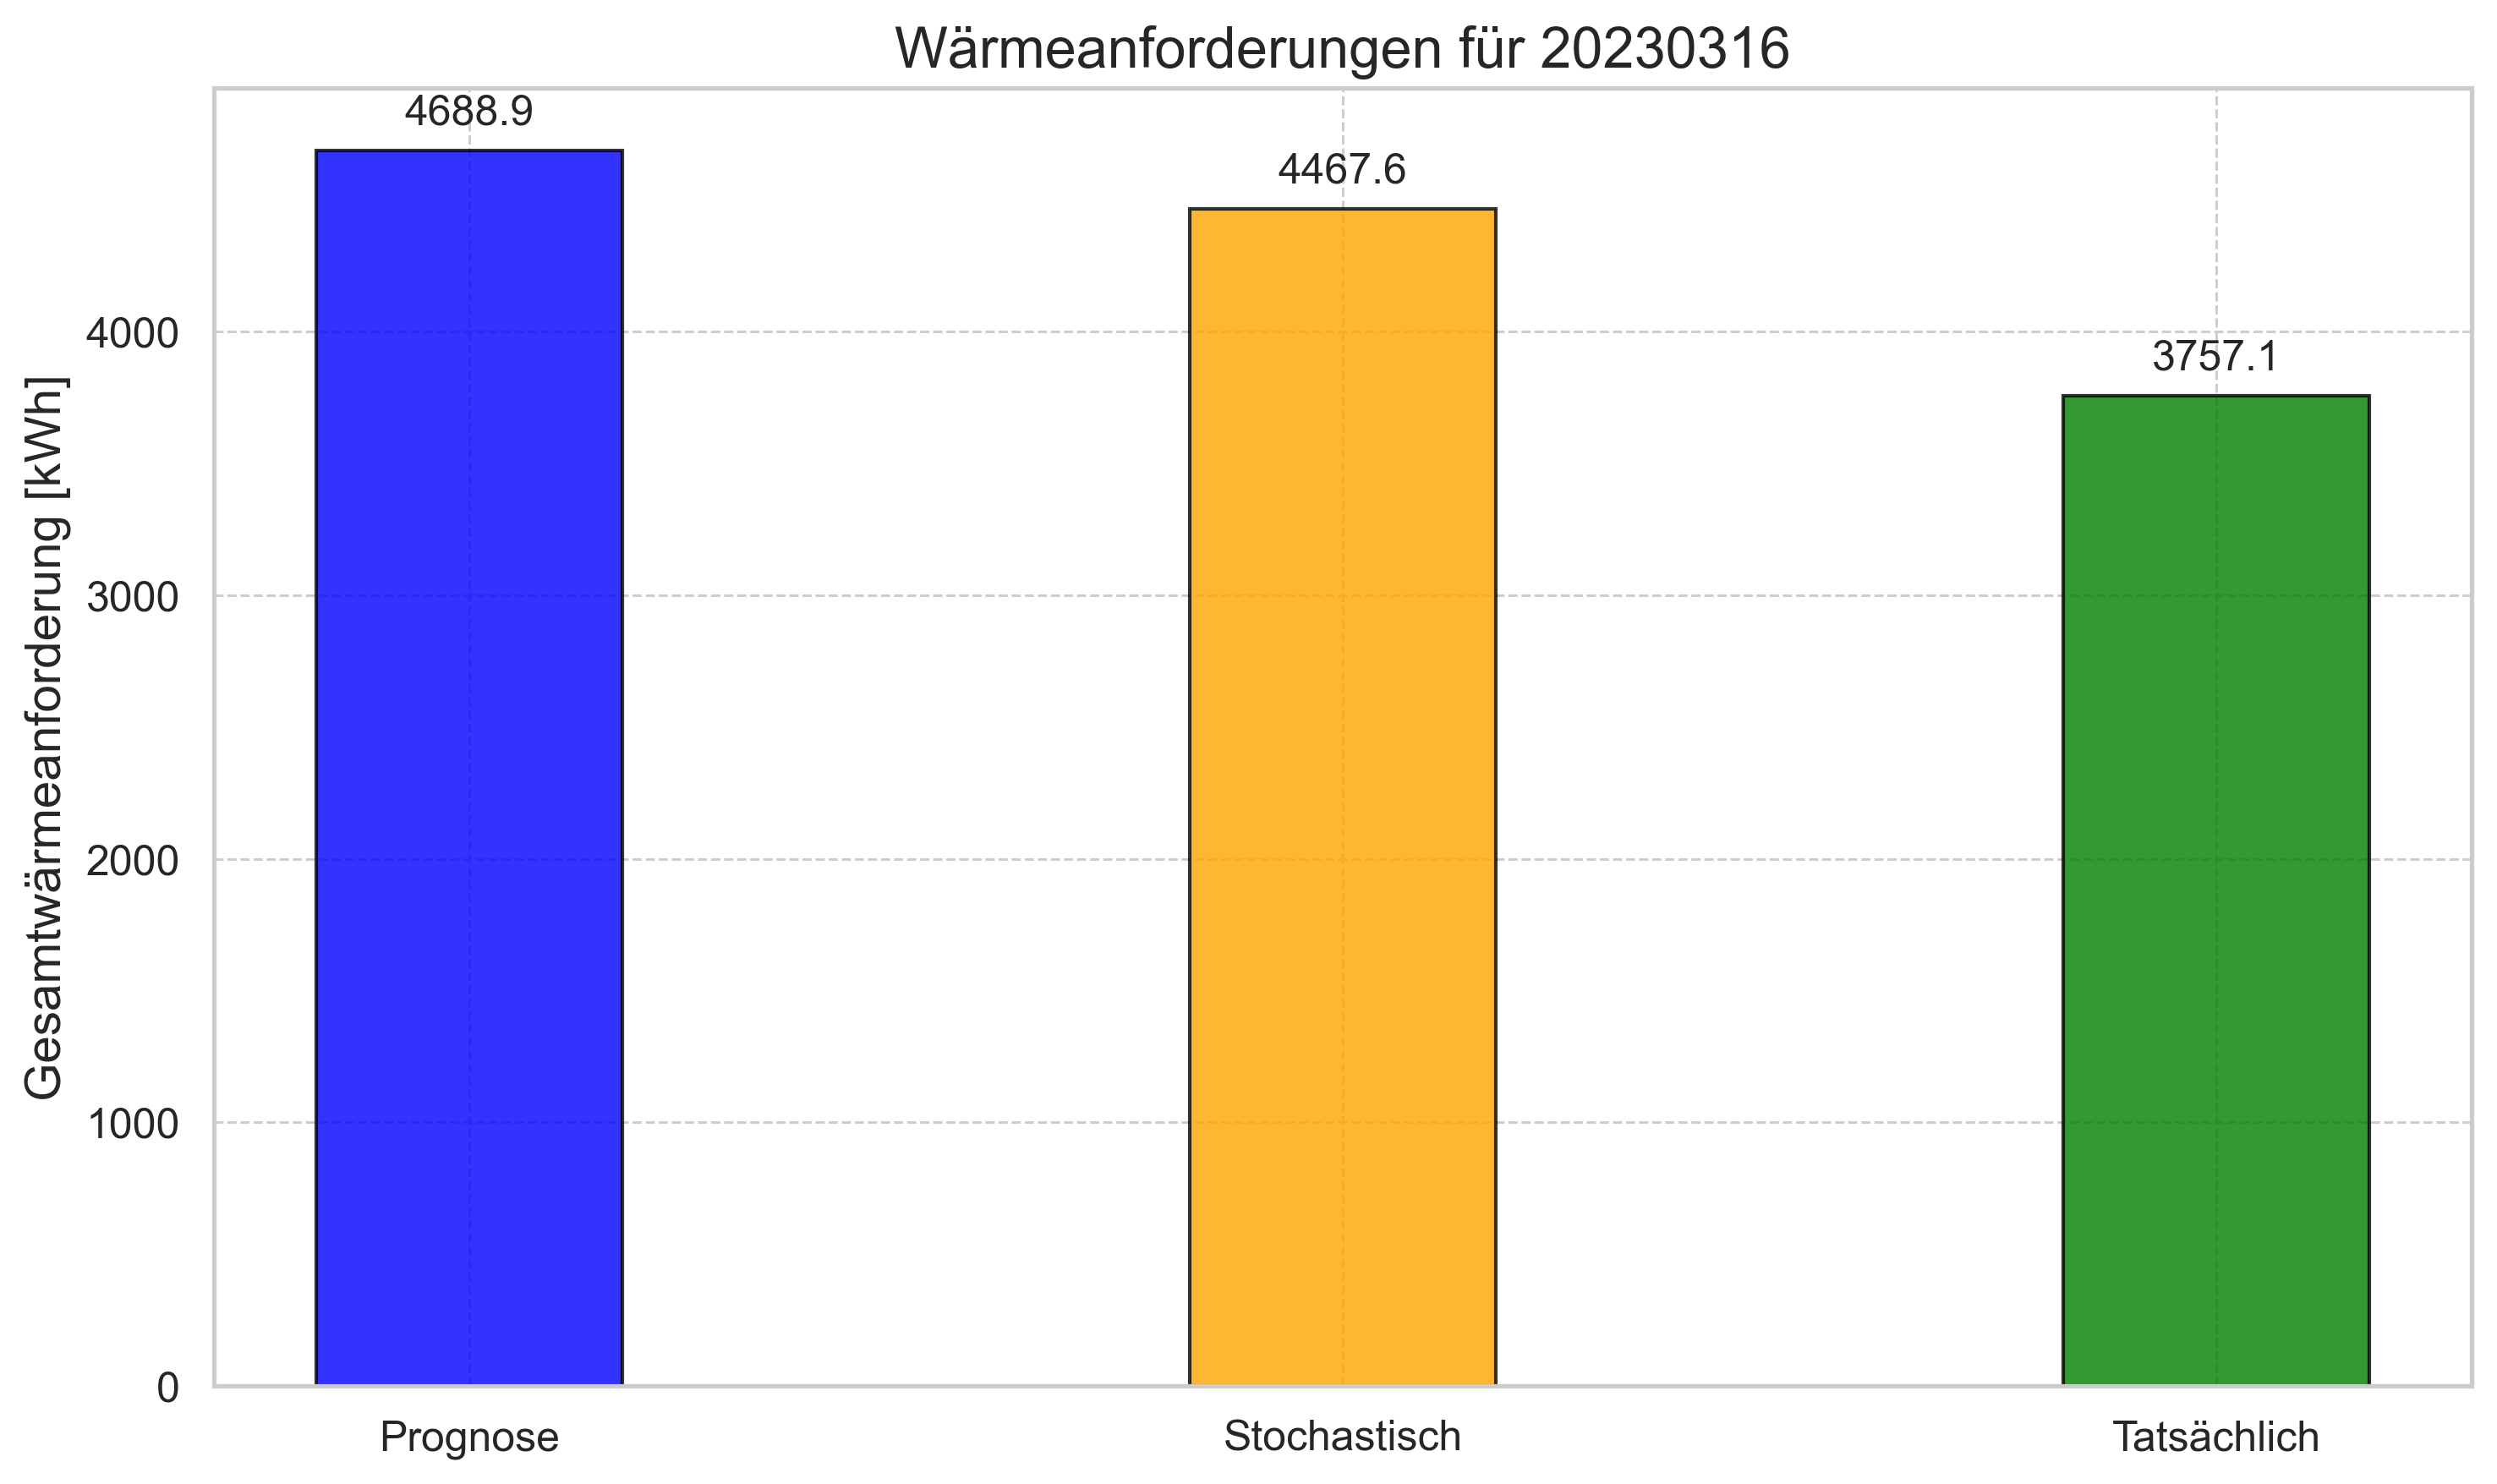 Wärmeanforderungen für 20230316
4688.9
4467.6
3757.1
Gesamtwärmeanforderung [kWh]
4000
3000
2000
1000
0
Prognose
Stochastisch
Tatsächlich